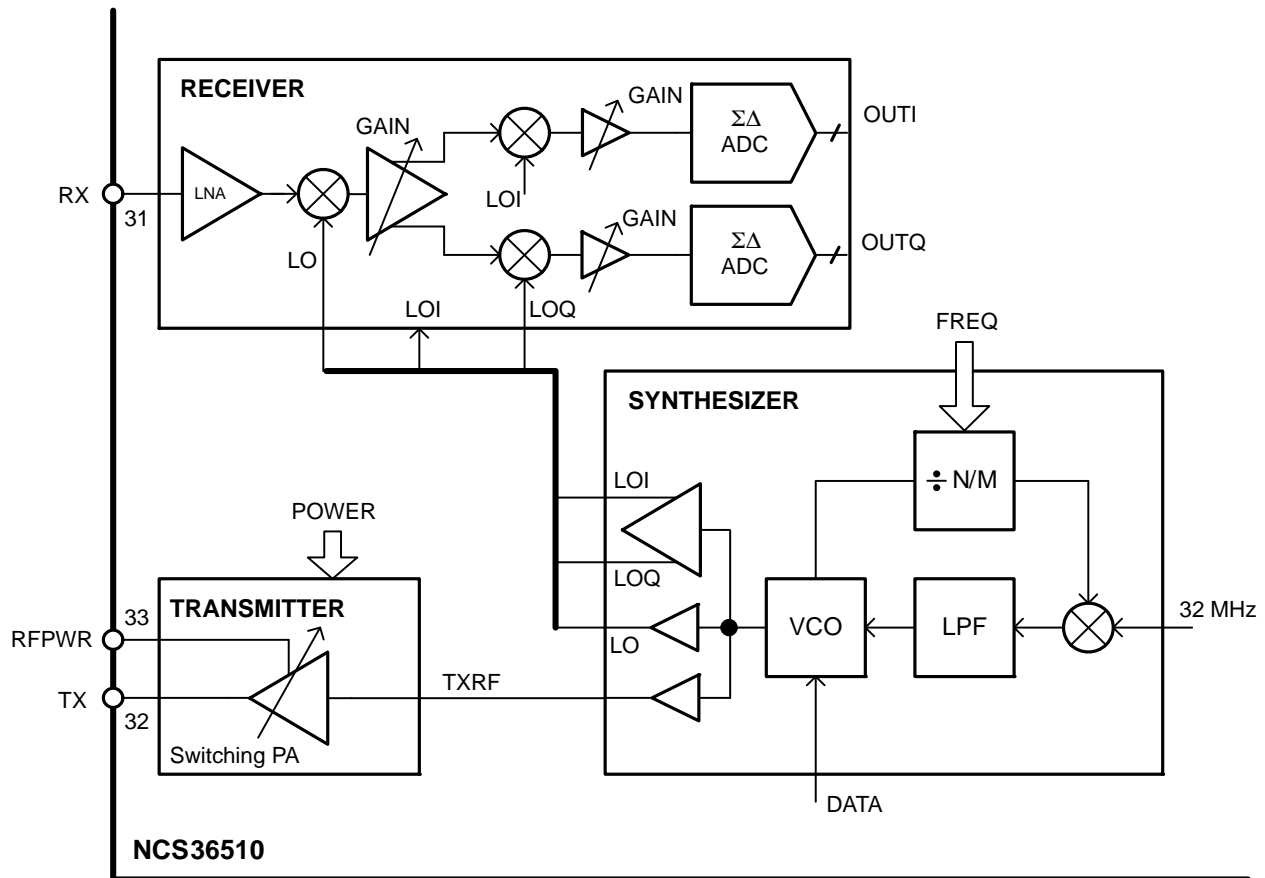 RECEIVER
GAIN
GAIN
ΣΔ
ADC
OUTI
RX
31
LNA
LOI
LO
GAIN
ΣΔ
ADC
OUTQ
LOI
LOQ
FREQ
SYNTHESIZER
÷ N/M
LOI
LOQ
LO
VCO
LPF
32 MHz
POWER
TRANSMITTER
33
RFPWR
TX
32
TXRF
Switching PA
DATA
NCS36510